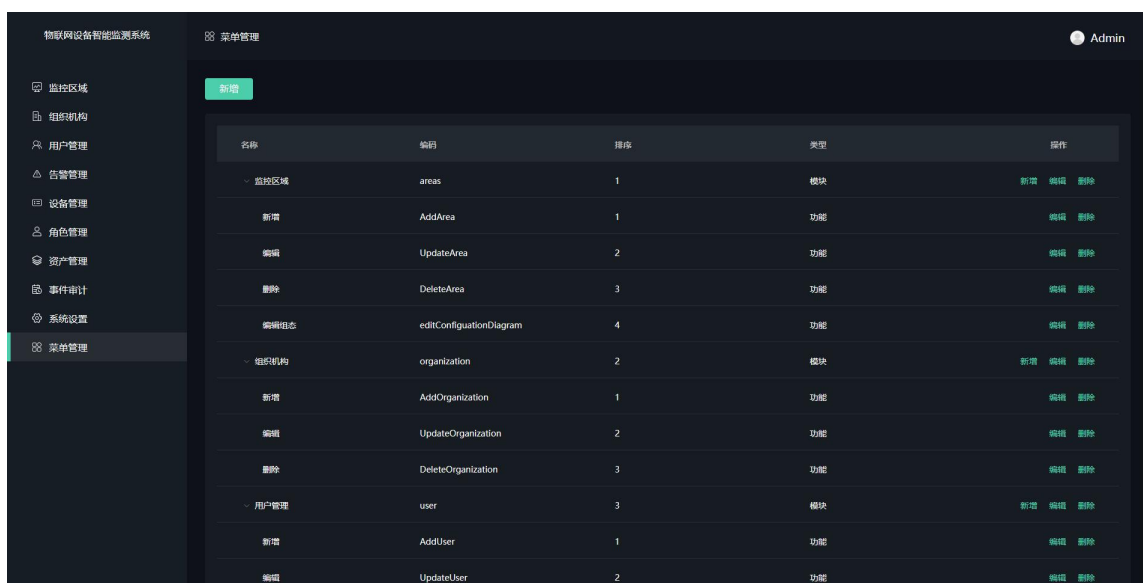 物联网设备智能监测系统
菜单管理
Admin
监控区域
组织机构
用户管理
告警管理
设备管理
角色管理
资产管理
事件审计
系统设置
菜单管理
新增
名称 编码 排序 类型 操作
监控区域 areas 1 模块 新增 编辑 删除
新增 AddArea 1 功能 编辑 删除
编辑 UpdateArea 2 功能 编辑 删除
删除 DeleteArea 3 功能 编辑 删除
编辑组态 editConfiguationDiagram 4 功能 编辑 删除
组织机构 organization 2 模块 新增 编辑 删除
新增 AddOrganization 1 功能 编辑 删除
编辑 UpdateOrganization 2 功能 编辑 删除
删除 DeleteOrganization 3 功能 编辑 删除
用户管理 user 3 模块 新增 编辑 删除
新增 AddUser 1 功能 编辑 删除
编辑 UpdateUser 2 功能 编辑 删除